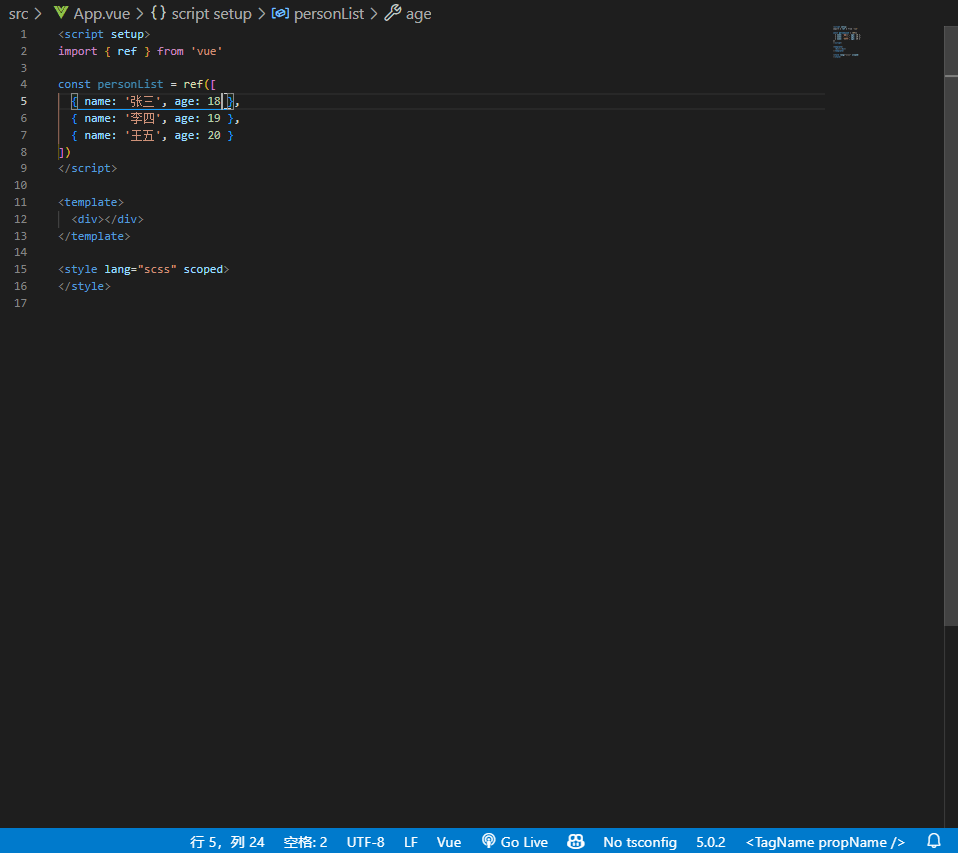 src > App.vue > {} script setup > personList > age
1 <script setup>
2 import { ref } from 'vue'
3
4 const personList = ref([
5   { name: '张三', age: 18 },
6   { name: '李四', age: 19 },
7   { name: '王五', age: 20 }
8 ])
9 </script>
10
11 <template>
12   <div></div>
13 </template>
14
15 <style lang="scss" scoped>
16 </style>
17
行 5，列 24 空格: 2 UTF-8 LF Vue Go Live No tsconfig 5.0.2 <TagName propName />